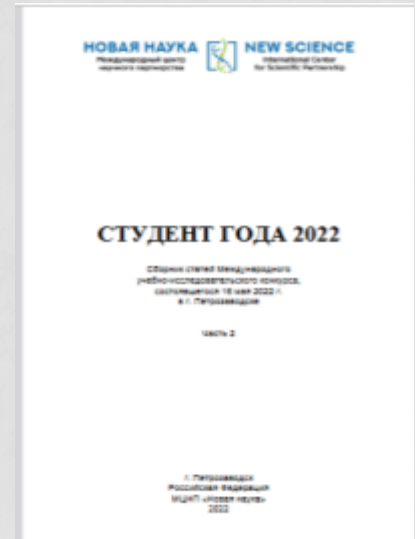 НОВАЯ НАУКА
Международный центр
научного партнерства
NEW SCIENCE
International Center
for Scientific Partnership
СТУДЕНТ ГОДА 2022
Сборник статей Международного
учебно-исследовательского конкурса,
состоявшегося 16 мая 2022 г.
в г. Петрозаводске
Часть 2
г. Петрозаводск
Российская Федерация
МЦНП «Новая наука»
2022